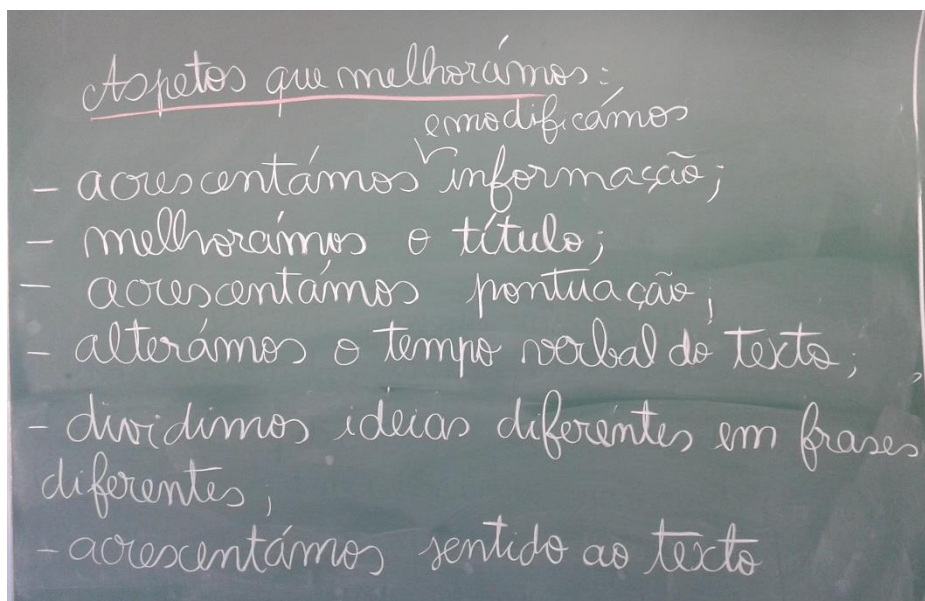 Aspetos que melhorámos:
e modificámos
- acrescentámos informação;
- melhorámos o título;
- acrescentámos pontuação;
- alterámos o tempo verbal do texto;
- dividimos ideias diferentes em frases
diferentes;
- acrescentámos sentido ao texto